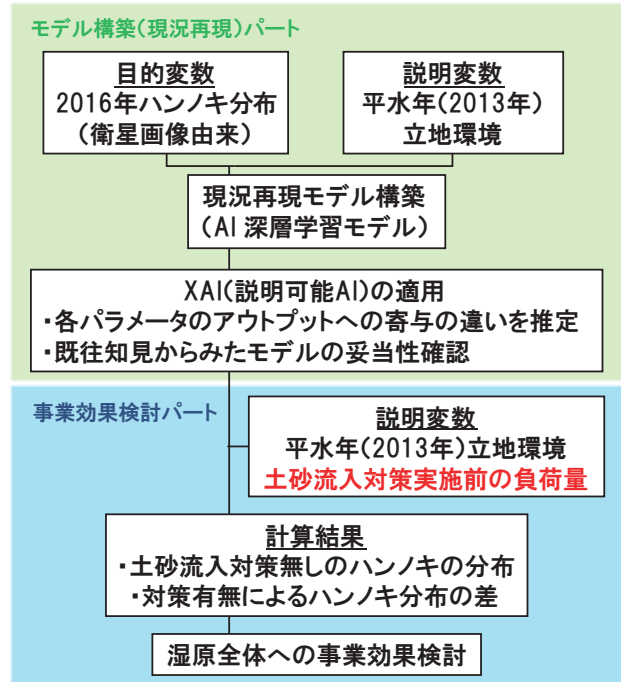 モデル構築(現況再現)パート
目的変数
2016年ハンノキ分布
(衛星画像由来)
説明変数
平水年(2013年)
立地環境
現況再現モデル構築
(AI 深層学習モデル)
XAI(説明可能AI)の適用
・各パラメータのアウトプットへの寄与の違いを推定
・既往知見からみたモデルの妥当性確認
事業効果検討パート
説明変数
平水年(2013年)立地環境
土砂流入対策実施前の負荷量
計算結果
・土砂流入対策無しのハンノキの分布
・対策有無によるハンノキ分布の差
湿原全体への事業効果検討